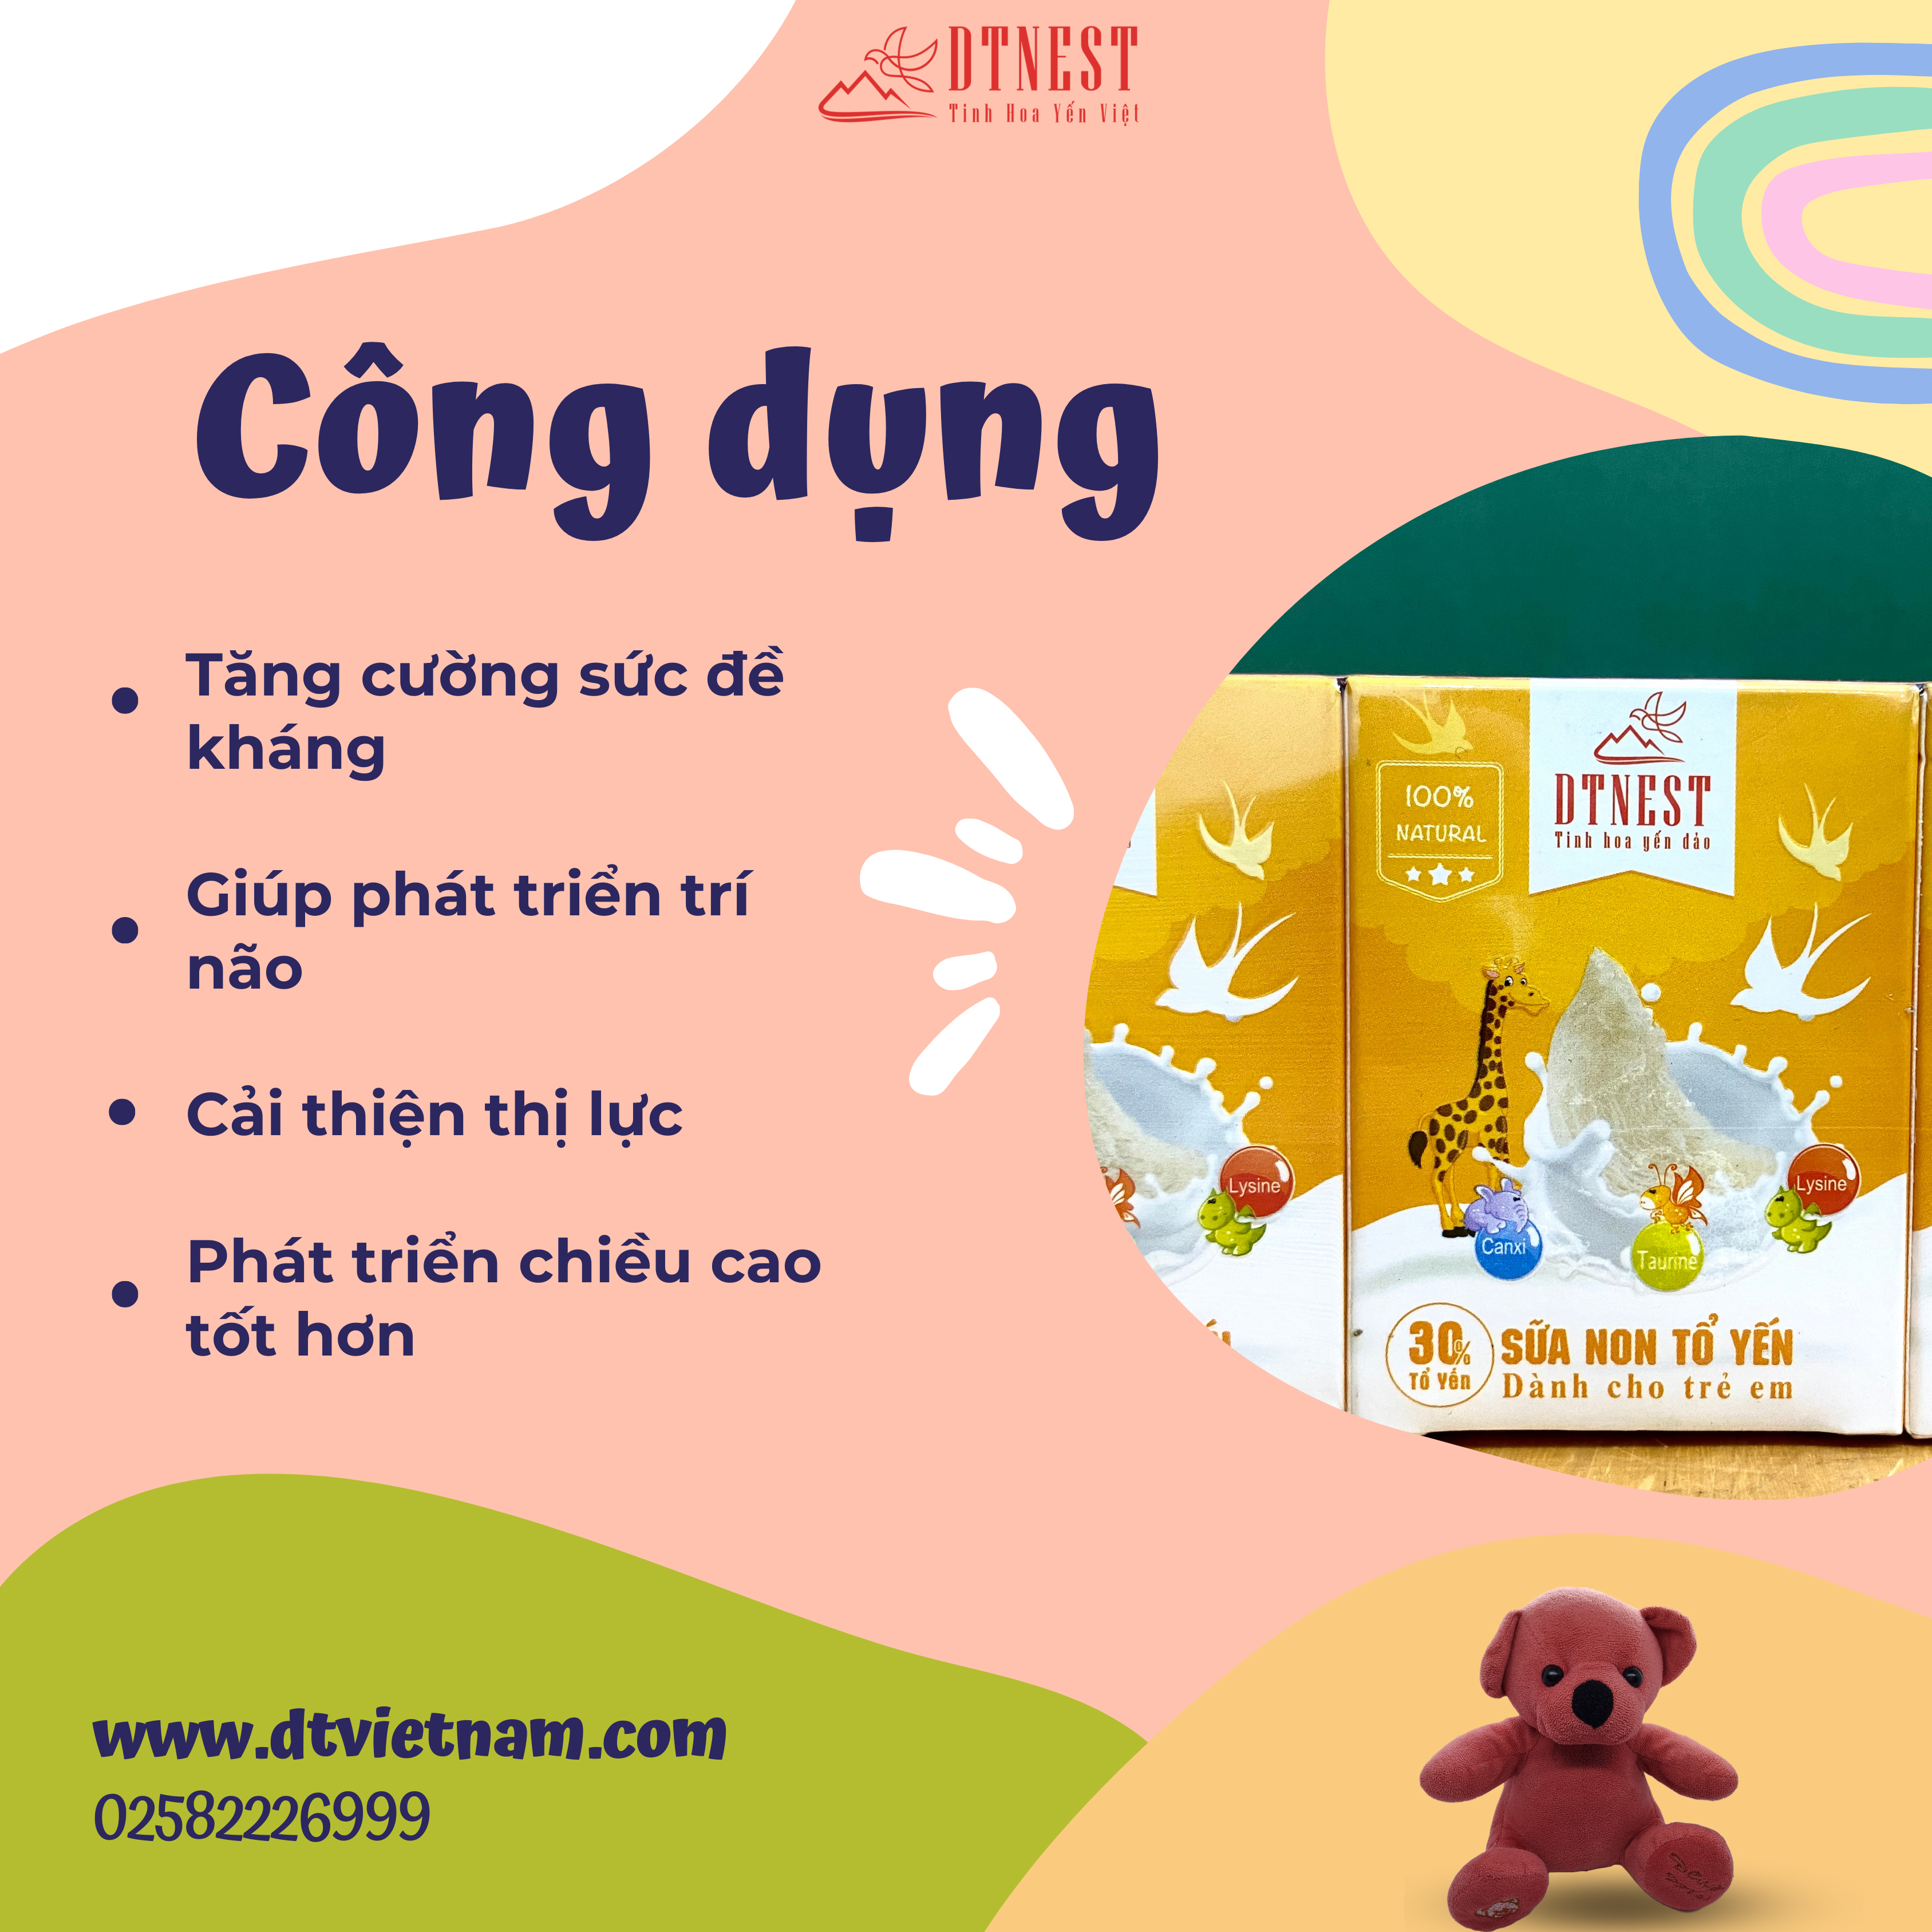 DTNEST
Tinh Hoa Yến Việt
Công dụng
Tăng cường sức đề
kháng
Giúp phát triển trí
não
Cải thiện thị lực
Phát triển chiều cao
tốt hơn
100%
NATURAL
DTNEST
Tinh hoa yến đảo
Lysine
Lysine
Canxi
Taurine
30%
Tổ Yến
SỮA NON TỔ YẾN
Dành cho trẻ em
www.dtvietnam.com
02582226999